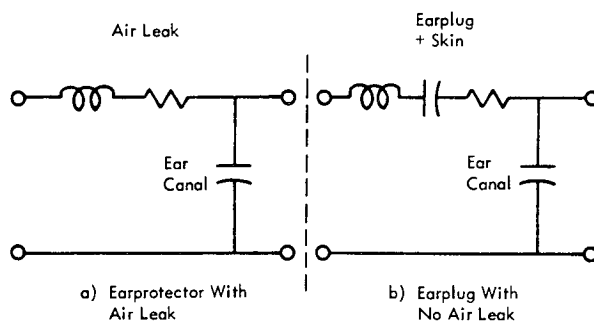 Air Leak
Earplug
+ Skin
Ear
Canal
Ear
Canal
a) Earprotector With
Air Leak
b) Earplug With
No Air Leak